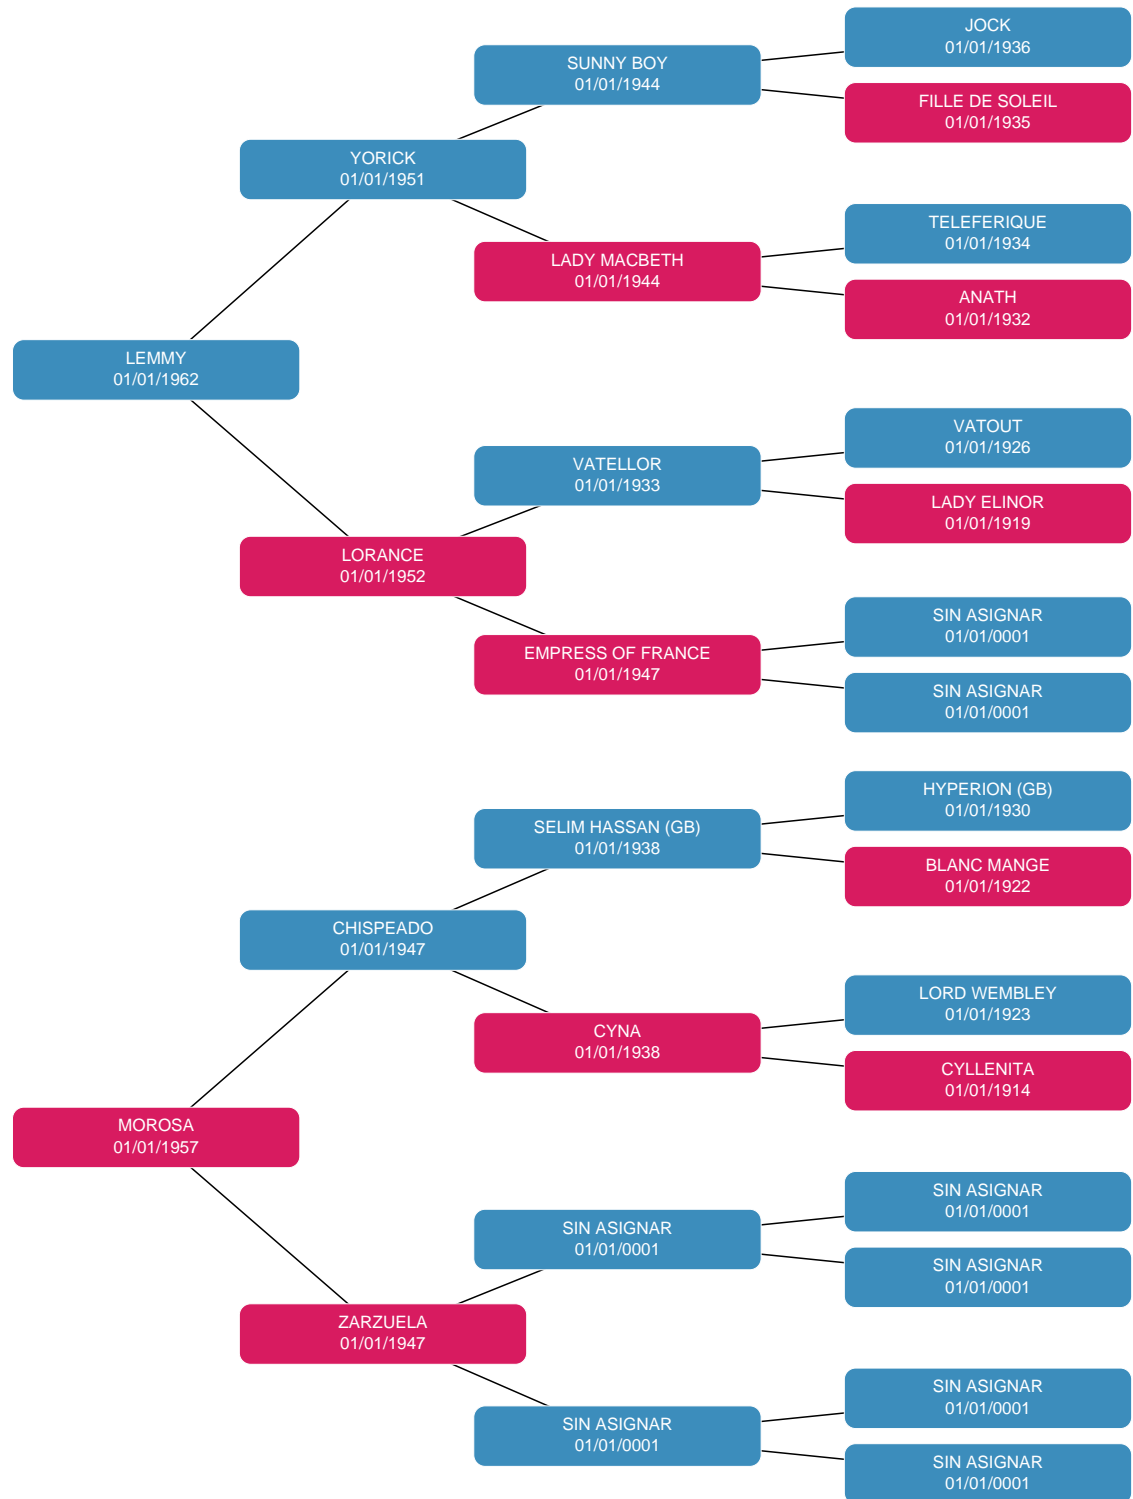 JOCK
01/01/1936
SUNNY BOY
01/01/1944
FILLE DE SOLEIL
01/01/1935
YORICK
01/01/1951
TELEFERIQUE
01/01/1934
LADY MACBETH
01/01/1944
ANATH
01/01/1932
LEMMY
01/01/1962
VATOUT
01/01/1926
VATELLOR
01/01/1933
LADY ELINOR
01/01/1919
LORANCE
01/01/1952
SIN ASIGNAR
01/01/0001
EMPRESS OF FRANCE
01/01/1947
SIN ASIGNAR
01/01/0001
HYPERION (GB)
01/01/1930
SELIM HASSAN (GB)
01/01/1938
BLANC MANGE
01/01/1922
CHISPEADO
01/01/1947
LORD WEMBLEY
01/01/1923
CYNA
01/01/1938
CYLLENITA
01/01/1914
MOROSA
01/01/1957
SIN ASIGNAR
01/01/0001
SIN ASIGNAR
01/01/0001
SIN ASIGNAR
01/01/0001
ZARZUELA
01/01/1947
SIN ASIGNAR
01/01/0001
SIN ASIGNAR
01/01/0001
SIN ASIGNAR
01/01/0001